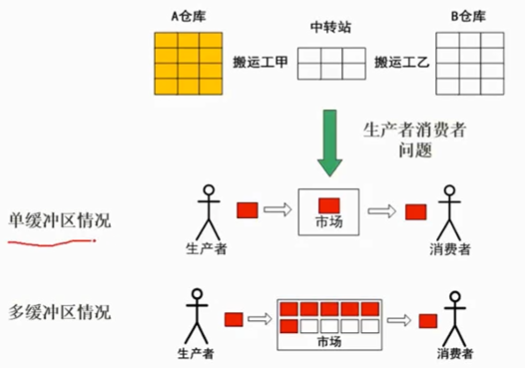 A仓库
中转站
B仓库
搬运工甲
搬运工乙
生产者消费者
问题
单缓冲区情况
市场
生产者
消费者
多缓冲区情况
市场
生产者
消费者